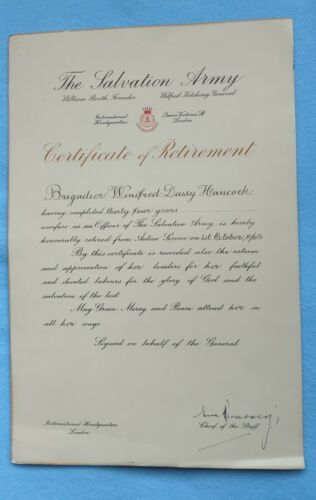 The Salvation Army
William Booth Founder. Wilfred Kitching General
International Queen Victoria St
Headquarters London
Certificate of Retirement
Brigadier Winifred Daisy Hancock
having completed thirty four years
warfare as an Officer of The Salvation Army, is hereby
honourably retired from Active Service on 1st October, 1960
By this certificate is recorded also the esteem
and appreciation of her leaders for her faithful
and devoted labours for the glory of God and the
salvation of the lost
May Grace, Mercy and Peace attend her in
all her ways
Signed on behalf of the General
International Headquarters
London
Chief of the Staff